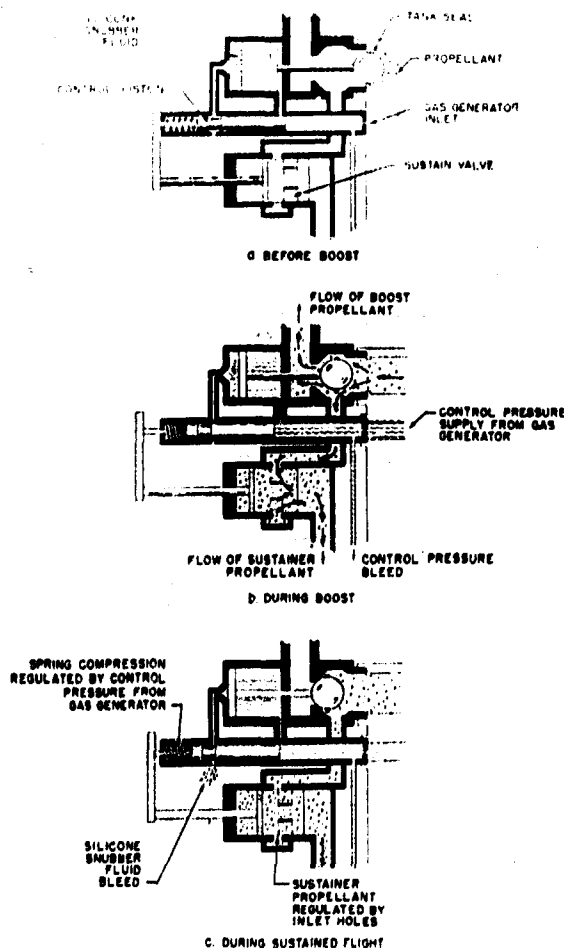 SNUBBER
FLUID
TANK SEAL
PROPELLANT
CONTROL PISTON
GAS GENERATOR
INLET
SUSTAIN VALVE
a BEFORE BOOST
FLOW OF BOOST
PROPELLANT
CONTROL PRESSURE
SUPPLY FROM GAS
GENERATOR
FLOW OF SUSTAINER
PROPELLANT
CONTROL PRESSURE
BLEED
b. DURING BOOST
SPRING COMPRESSION
REGULATED BY CONTROL
PRESSURE FROM
GAS GENERATOR
SILICONE
SNUBBER
FLUID
BLEED
SUSTAINER
PROPELLANT
REGULATED BY
INLET HOLES
C. DURING SUSTAINED FLIGHT